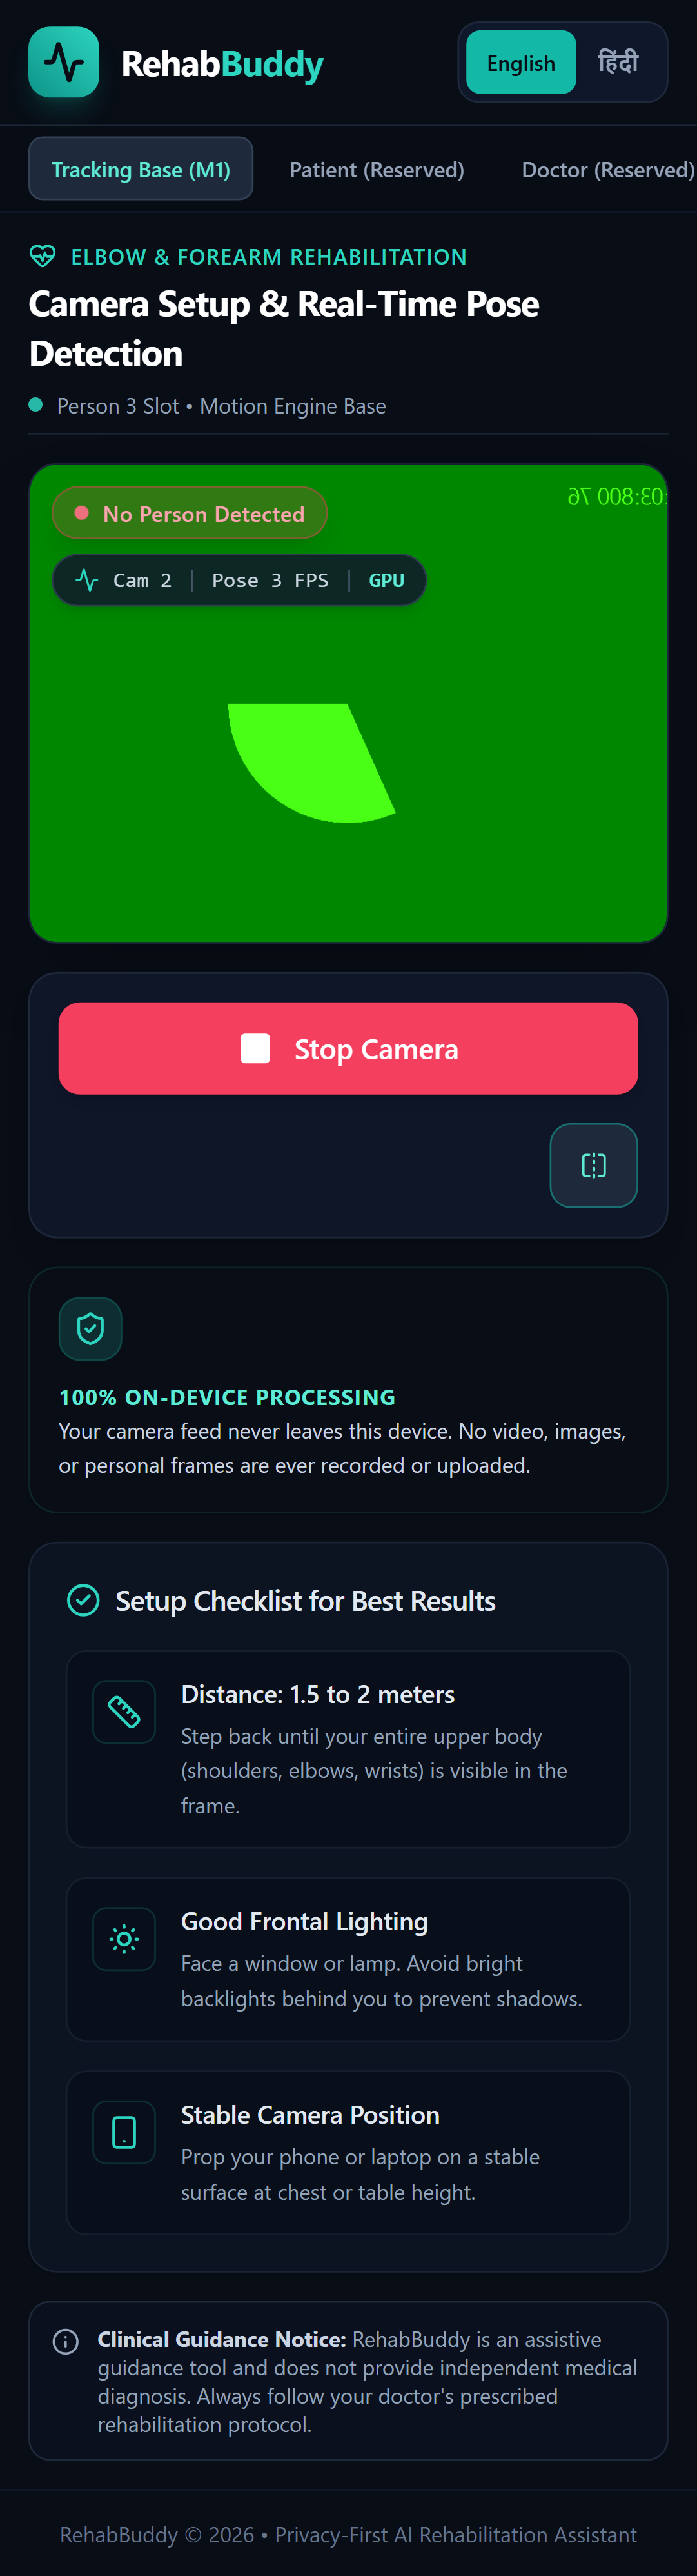 RehabBuddy
English
हिंदी
Tracking Base (M1)
Patient (Reserved)
Doctor (Reserved)
ELBOW & FOREARM REHABILITATION
Camera Setup & Real-Time Pose
Detection
Person 3 Slot • Motion Engine Base
No Person Detected
:03:800 76
Cam 2 | Pose 3 FPS | GPU
Stop Camera
100% ON-DEVICE PROCESSING
Your camera feed never leaves this device. No video, images,
or personal frames are ever recorded or uploaded.
Setup Checklist for Best Results
Distance: 1.5 to 2 meters
Step back until your entire upper body
(shoulders, elbows, wrists) is visible in the
frame.
Good Frontal Lighting
Face a window or lamp. Avoid bright
backlights behind you to prevent shadows.
Stable Camera Position
Prop your phone or laptop on a stable
surface at chest or table height.
Clinical Guidance Notice: RehabBuddy is an assistive
guidance tool and does not provide independent medical
diagnosis. Always follow your doctor's prescribed
rehabilitation protocol.
RehabBuddy © 2026 • Privacy-First AI Rehabilitation Assistant